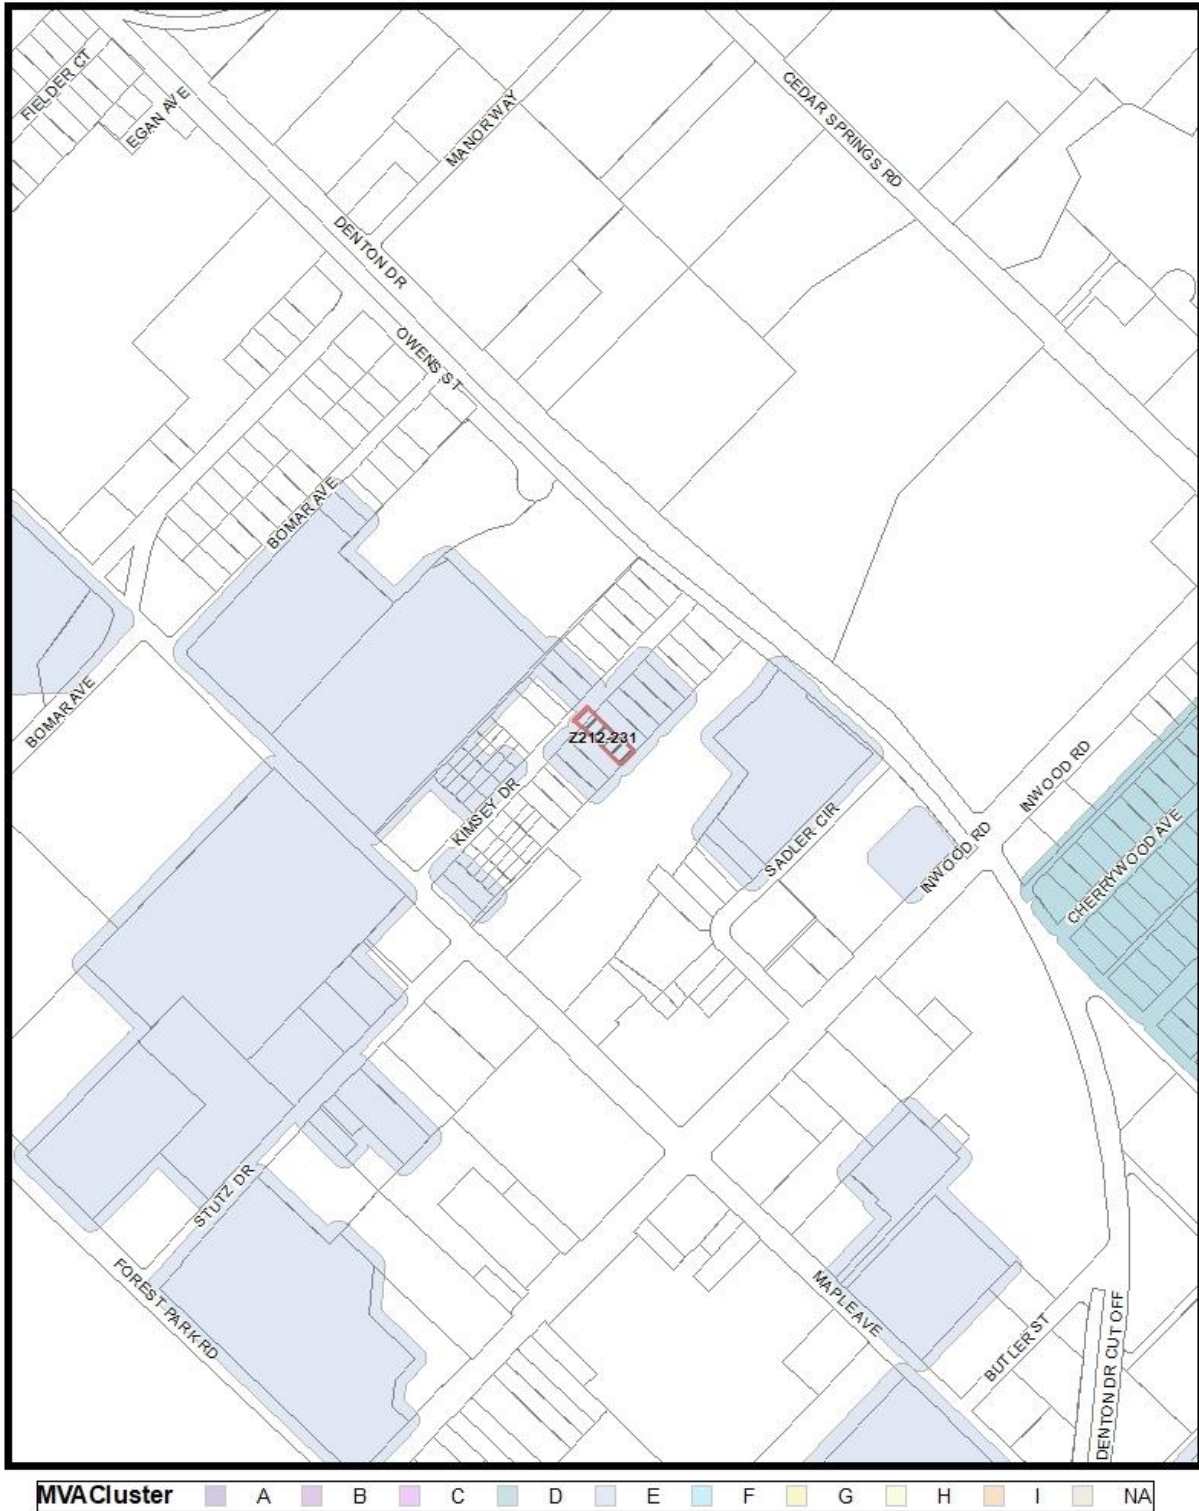 FIELDER CT
EGAN AVE
MANOR WAY
CEDAR SPRINGS RD
DENTON DR
OWENS ST
BOMAR AVE
BOMAR AVE
Z212-231
KIMSEY DR
SADLER CIR
INWOOD RD
INWOOD RD
CHERRYWOOD AVE
STUTZ DR
FOREST PARK RD
MAPLE AVE
BUTLER ST
DENTON DR CUT OFF
MVA Cluster A B C D E F G H I NA